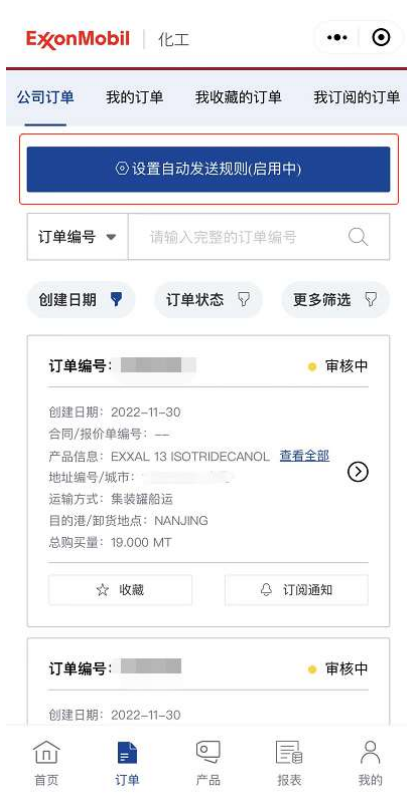 ExxonMobil 化工
公司订单 我的订单 我收藏的订单 我订阅的订单
设置自动发送规则(启用中)
订单编号 请输入完整的订单编号
创建日期 订单状态 更多筛选
订单编号: 审核中
创建日期: 2022-11-30
合同/报价单编号: --
产品信息: EXXAL 13 ISOTRIDECANOL 查看全部
地址编号/城市:
运输方式: 集装罐船运
目的港/卸货地点: NANJING
总购买量: 19.000 MT
收藏 订阅通知
订单编号: 审核中
创建日期: 2022-11-30
首页 订单 产品 报表 我的